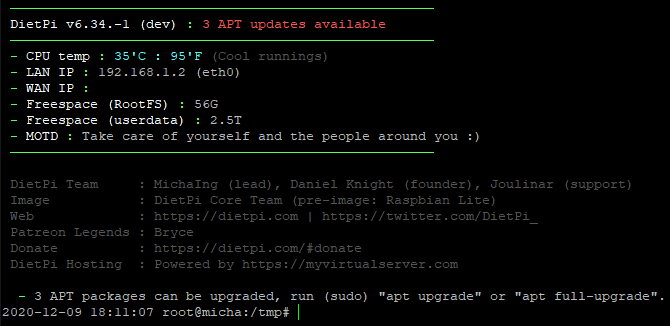 DietPi v6.34.-1 (dev) : 3 APT updates available
- CPU temp : 35'C : 95'F (Cool runnings)
- LAN IP : 192.168.1.2 (eth0)
- WAN IP :
- Freespace (RootFS) : 56G
- Freespace (userdata) : 2.5T
- MOTD : Take care of yourself and the people around you :)
DietPi Team : MichaIng (lead), Daniel Knight (founder), Joulinar (support)
Image : DietPi Core Team (pre-image: Raspbian Lite)
Web : https://dietpi.com | https://twitter.com/DietPi_
Patreon Legends : Bryce
Donate : https://dietpi.com/#donate
DietPi Hosting : Powered by https://myvirtualserver.com
- 3 APT packages can be upgraded, run (sudo) "apt upgrade" or "apt full-upgrade".
2020-12-09 18:11:07 root@micha:/tmp#